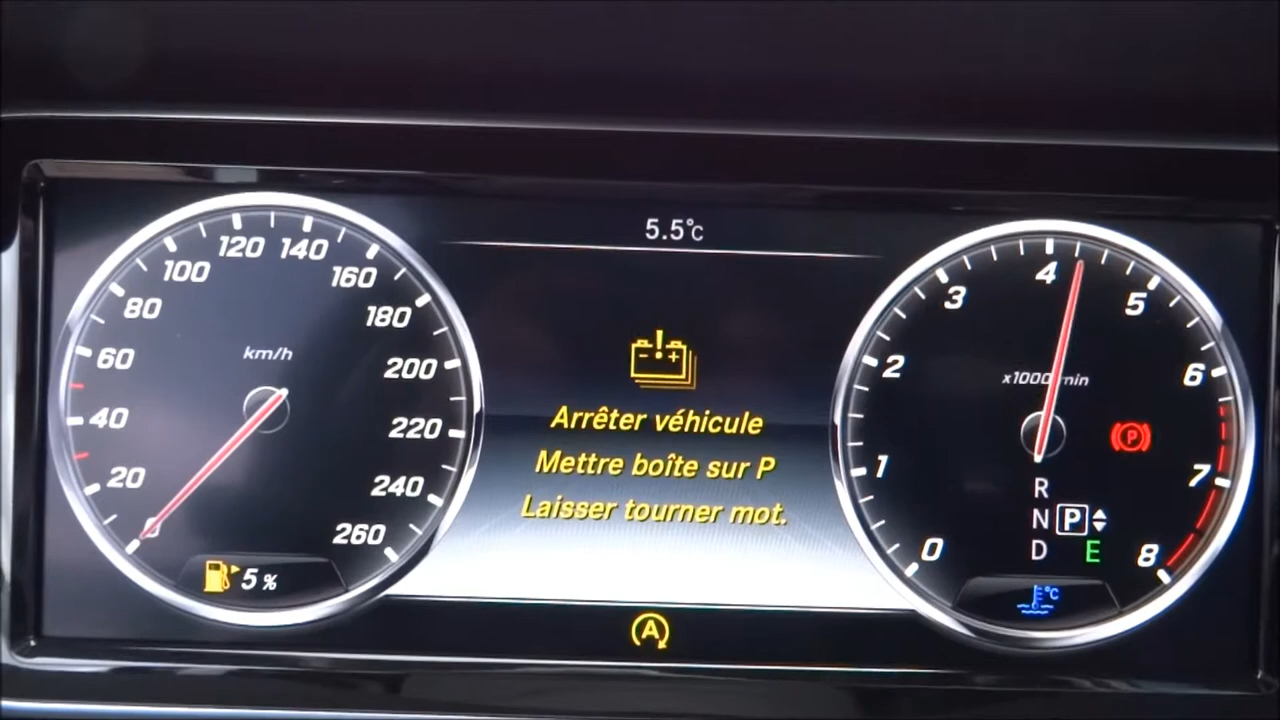 5.5°C
20
40
60
80
100
120
140
160
180
200
220
240
260
km/h
5 %
Arrêter véhicule
Mettre boîte sur P
Laisser tourner mot.
A
0
1
2
3
4
5
6
7
8
x1000/min
(P)
R
N P
D E
°C